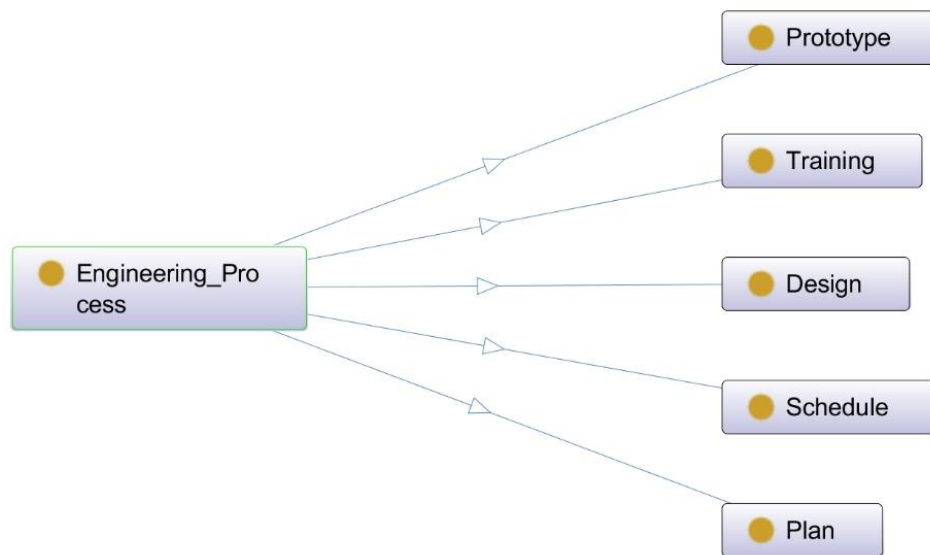 Prototype
Training
Engineering_Pro
cess
Design
Schedule
Plan